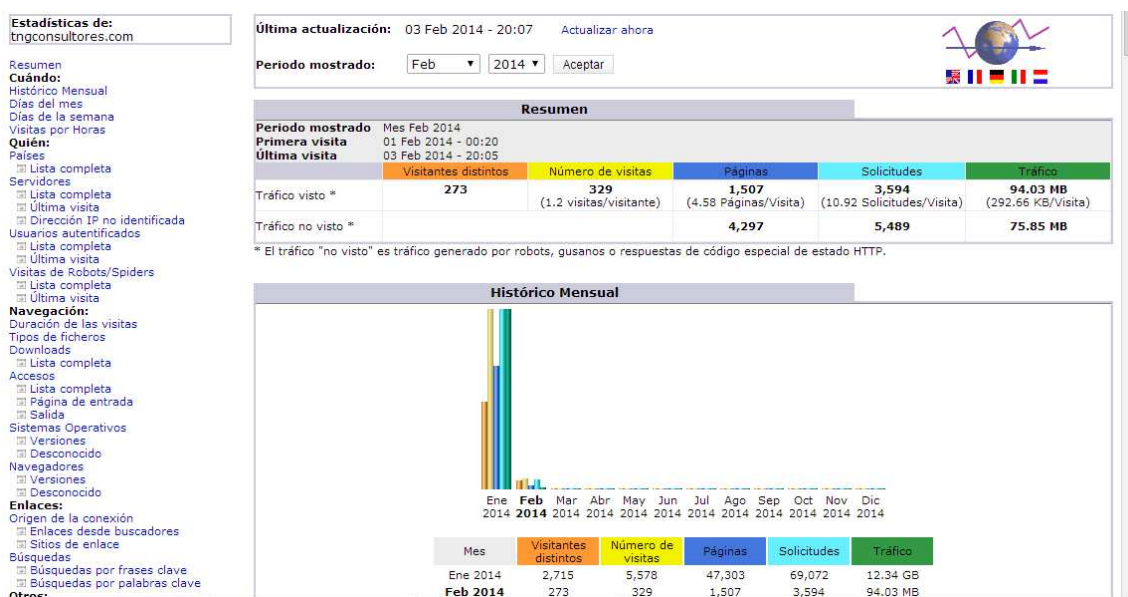 Estadísticas de:
tngconsultores.com
Resumen
Cuándo:
Histórico Mensual
Días del mes
Días de la semana
Visitas por Horas
Quién:
Países
Lista completa
Servidores
Lista completa
Última visita
Dirección IP no identificada
Usuarios autentificados
Lista completa
Última visita
Visitas de Robots/Spiders
Lista completa
Última visita
Navegación:
Duración de las visitas
Tipos de ficheros
Downloads
Lista completa
Accesos
Lista completa
Página de entrada
Salida
Sistemas Operativos
Versiones
Desconocido
Navegadores
Versiones
Desconocido
Enlaces:
Origen de la conexión
Enlaces desde buscadores
Sitios de enlace
Búsquedas
Búsquedas por frases clave
Búsquedas por palabras clave
Otros:
Última actualización: 03 Feb 2014 - 20:07 Actualizar ahora
Periodo mostrado: Feb 2014 Aceptar
Resumen
Periodo mostrado Mes Feb 2014
Primera visita 01 Feb 2014 - 00:20
Última visita 03 Feb 2014 - 20:05
Visitantes distintos Número de visitas Páginas Solicitudes Tráfico
Tráfico visto * 273 329 1,507 3,594 94.03 MB
(1.2 visitas/visitante) (4.58 Páginas/Visita) (10.92 Solicitudes/Visita) (292.66 KB/Visita)
Tráfico no visto * 4,297 5,489 75.85 MB
* El tráfico "no visto" es tráfico generado por robots, gusanos o respuestas de código especial de estado HTTP.
Histórico Mensual
Ene Feb Mar Abr May Jun Jul Ago Sep Oct Nov Dic
2014 2014 2014 2014 2014 2014 2014 2014 2014 2014 2014 2014
Mes Visitantes distintos Número de visitas Páginas Solicitudes Tráfico
Ene 2014 2,715 5,578 47,303 69,072 12.34 GB
Feb 2014 273 329 1,507 3,594 94.03 MB